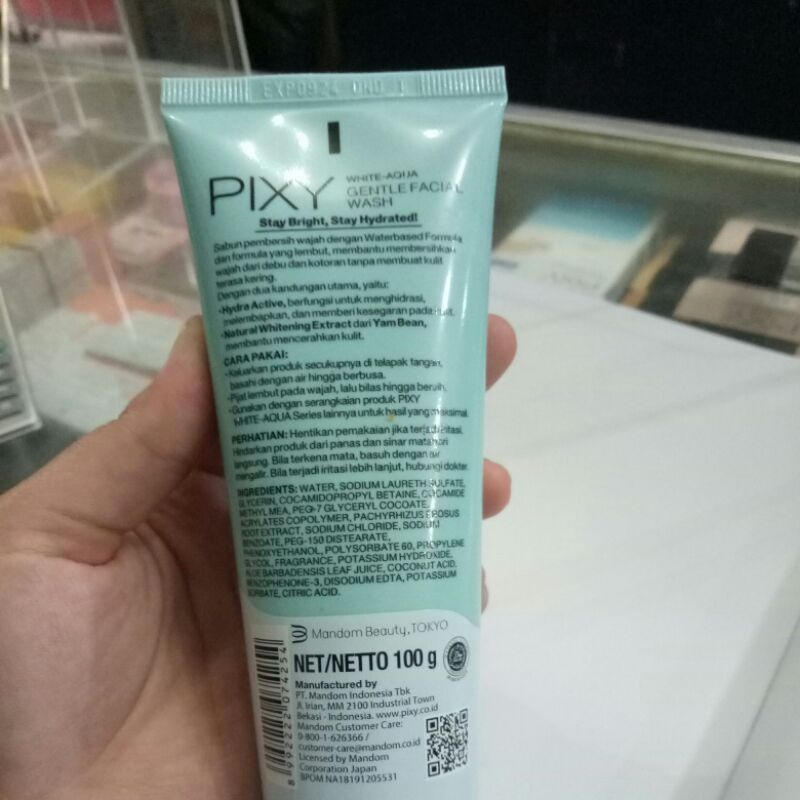 EXP0924
PIXY
WHITE-AQUA
GENTLE FACIAL
WASH
Stay Bright, Stay Hydrated!
Sabun pembersih wajah dengan Waterbased Formula
dan formula yang lembut, membantu membersihkan
wajah dari debu dan kotoran tanpa membuat kulit
terasa kering.
Dengan dua kandungan utama, yaitu:
•Hydra Active, berfungsi untuk menghidrasi,
melembapkan, dan memberi kesegaran pada kulit.
•Natural Whitening Extract dari Yam Bean,
membantu mencerahkan kulit.
CARA PAKAI:
•Keluarkan produk secukupnya di telapak tangan,
basahi dengan air hingga berbusa.
•Pijat lembut pada wajah, lalu bilas hingga bersih.
•Gunakan dengan serangkaian produk PIXY
WHITE-AQUA Series lainnya untuk hasil yang maksimal.
PERHATIAN: Hentikan pemakaian jika terjadi iritasi.
Hindarkan produk dari panas dan sinar matahari
langsung. Bila terkena mata, basuh dengan air
mengalir. Bila terjadi iritasi lebih lanjut, hubungi dokter.
INGREDIENTS: WATER, SODIUM LAURETH SULFATE,
GLYCERIN, COCAMIDOPROPYL BETAINE, COCAMIDE
METHYL MEA, PEG-7 GLYCERYL COCOATE,
ACRYLATES COPOLYMER, PACHYRHIZUS EROSUS
ROOT EXTRACT, SODIUM CHLORIDE, SODIUM
BENZOATE, PEG-150 DISTEARATE,
PHENOXYETHANOL, POLYSORBATE 60, PROPYLENE
GLYCOL, FRAGRANCE, POTASSIUM HYDROXIDE,
ALOE BARBADENSIS LEAF JUICE, COCONUT ACID,
BENZOPHENONE-3, DISODIUM EDTA, POTASSIUM
SORBATE, CITRIC ACID.
Mandom Beauty, TOKYO
NET/NETTO 100 g
Manufactured by
PT. Mandom Indonesia Tbk
Jl. Irian, MM 2100 Industrial Town
Bekasi - Indonesia. www.pixy.co.id
Mandom Customer Care:
0-800-1-626366 /
customer-care@mandom.co.id
Licensed by Mandom
Corporation Japan
BPOM NA18191205531
8 992222 074254